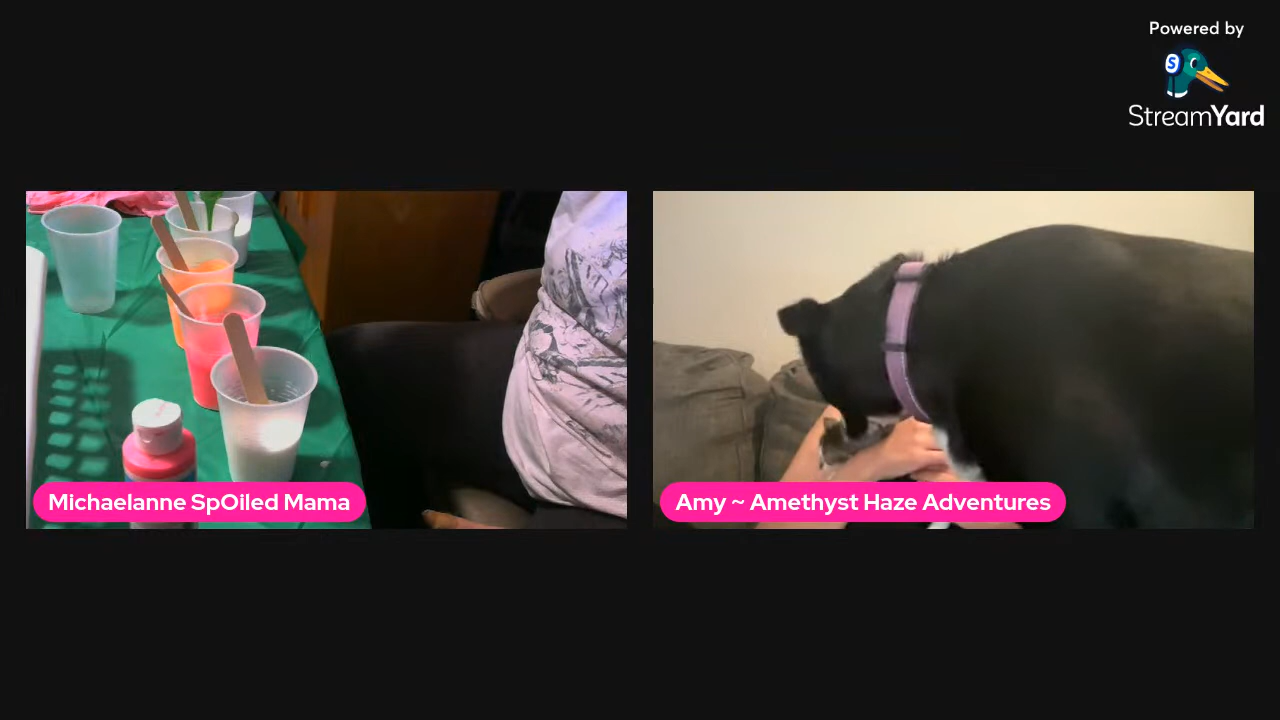 Powered by
S
StreamYard
Michaelanne SpOiled Mama
Amy ~ Amethyst Haze Adventures